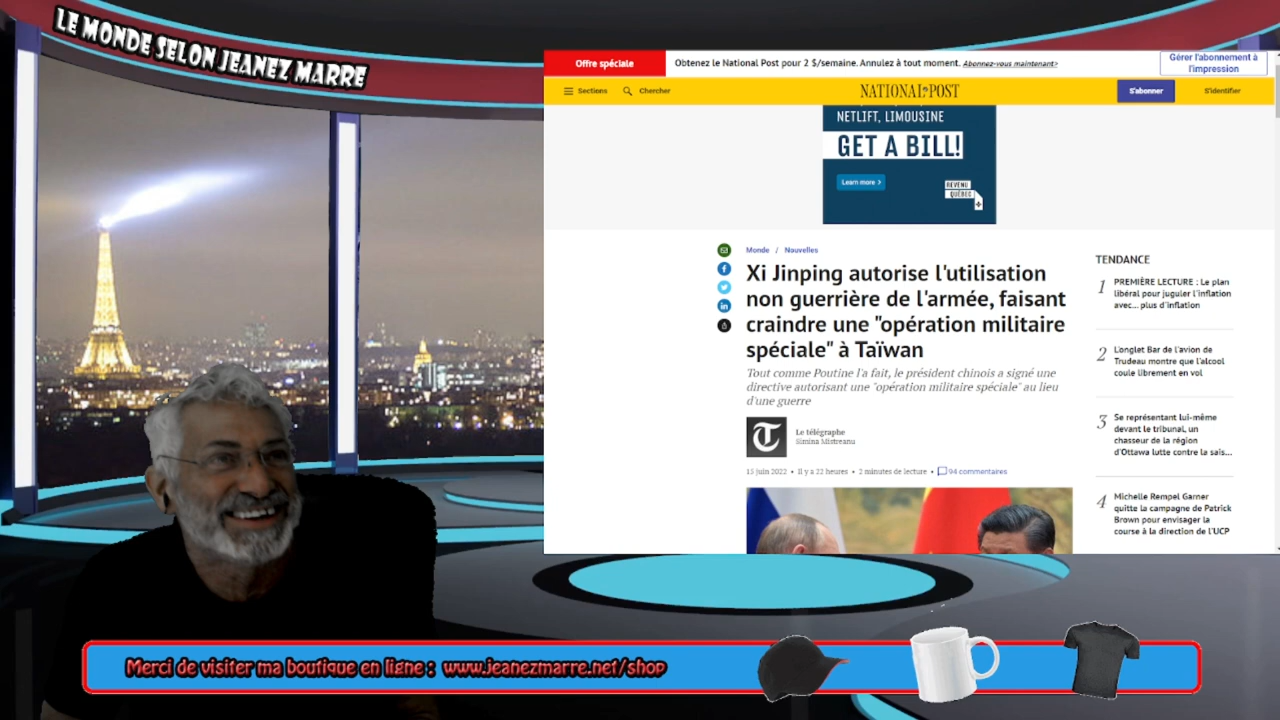 LE MONDE SELON JEANEZ MARRE
Offre spéciale
Obtenez le National Post pour 2 $/semaine. Annulez à tout moment. Abonnez-vous maintenant>
Gérer l'abonnement à
l'impression
Sections
Chercher
NATIONAL POST
S'abonner
S'identifier
NETLIFT, LIMOUSINE
GET A BILL!
Learn more >
REVENU
QUÉBEC
Monde / Nouvelles
Xi Jinping autorise l'utilisation
non guerrière de l'armée, faisant
craindre une "opération militaire
spéciale" à Taïwan
Tout comme Poutine l'a fait, le président chinois a signé une
directive autorisant une "opération militaire spéciale" au lieu
d'une guerre
T
Le télégraphe
Simina Mistreanu
15 juin 2022 • Il y a 22 heures • 2 minutes de lecture • 94 commentaires
TENDANCE
1 PREMIÈRE LECTURE : Le plan
libéral pour juguler l'inflation
avec... plus d'inflation
2 L'onglet Bar de l'avion de
Trudeau montre que l'alcool
coule librement en vol
3 Se représentant lui-même
devant le tribunal, un
chasseur de la région
d'Ottawa lutte contre la sais...
4 Michelle Rempel Garner
quitte la campagne de Patrick
Brown pour envisager la
course à la direction de l'UCP
Merci de visiter ma boutique en ligne : www.jeanezmarre.net/shop